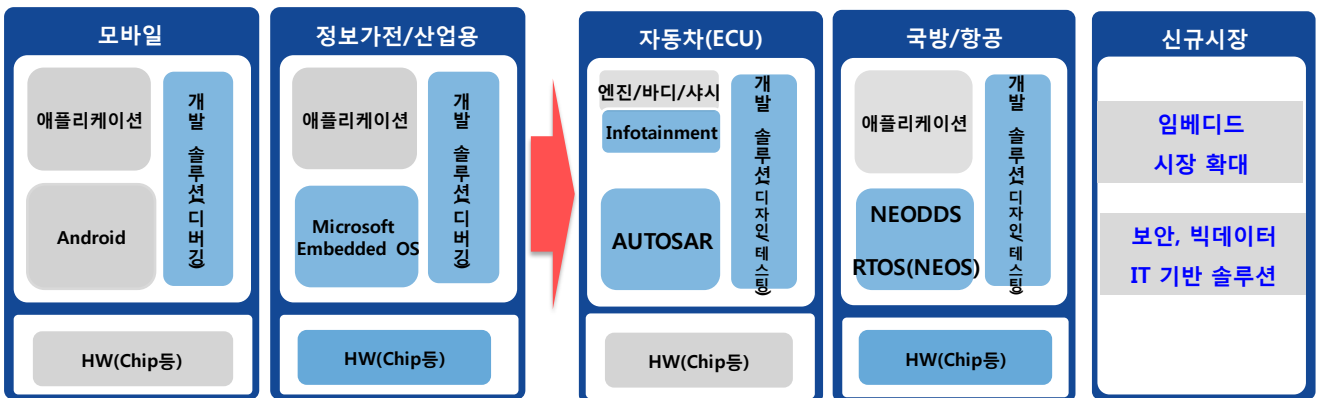 모바일
애플리케이션
Android
개발 솔루션(디버깅)
HW(Chip등)
정보가전/산업용
애플리케이션
Microsoft
Embedded OS
개발 솔루션(디버깅)
HW(Chip등)
자동차(ECU)
엔진/바디/샤시
Infotainment
AUTOSAR
개발 솔루션(디자인/테스팅)
HW(Chip등)
국방/항공
애플리케이션
NEODDS
RTOS(NEOS)
개발 솔루션(디자인/테스팅)
HW(Chip등)
신규시장
임베디드
시장 확대
보안, 빅데이터
IT 기반 솔루션